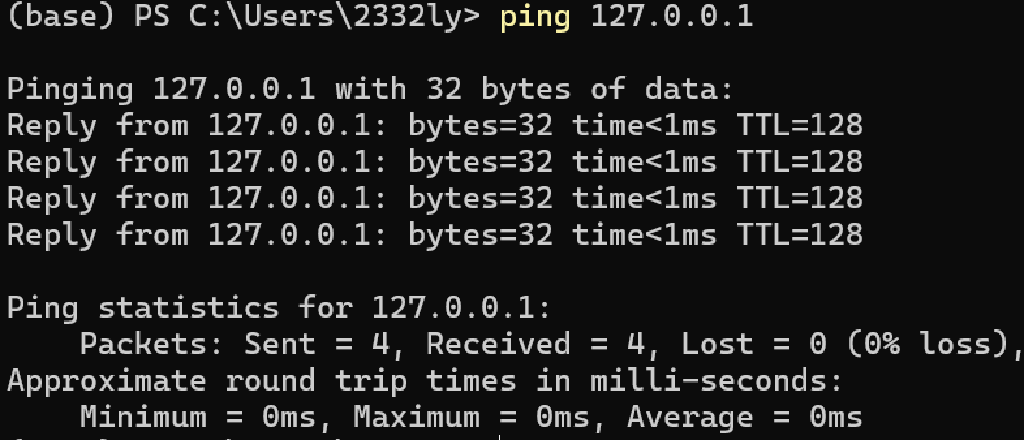 (base) PS C:\Users\2332ly> ping 127.0.0.1
Pinging 127.0.0.1 with 32 bytes of data:
Reply from 127.0.0.1: bytes=32 time<1ms TTL=128
Reply from 127.0.0.1: bytes=32 time<1ms TTL=128
Reply from 127.0.0.1: bytes=32 time<1ms TTL=128
Reply from 127.0.0.1: bytes=32 time<1ms TTL=128
Ping statistics for 127.0.0.1:
    Packets: Sent = 4, Received = 4, Lost = 0 (0% loss),
Approximate round trip times in milli-seconds:
    Minimum = 0ms, Maximum = 0ms, Average = 0ms